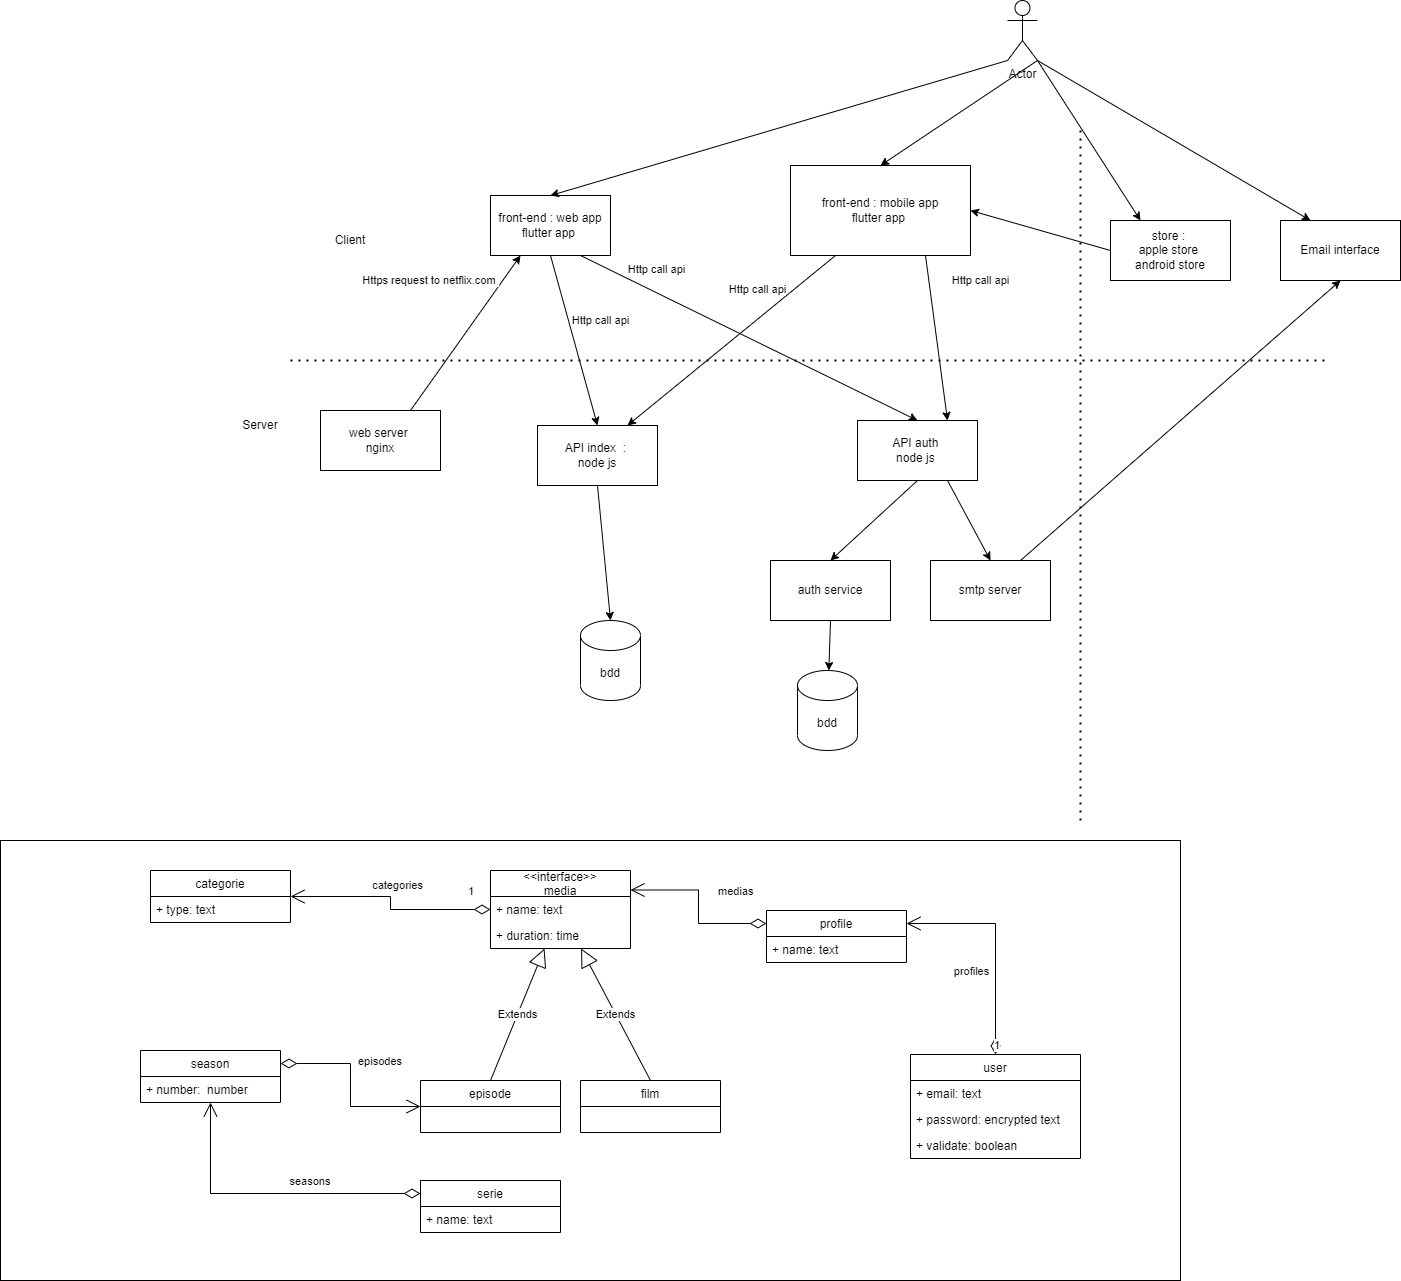 Actor
front-end : web app
flutter app
front-end : mobile app
flutter app
store :
apple store
android store
Email interface
Client
Https request to netflix.com
Http call api
Http call api
Http call api
Http call api
Server
web server
nginx
API index  :
node js
API auth
node js
auth service
smtp server
bdd
bdd
categorie
+ type: text
categories
1
<<interface>>
media
+ name: text
+ duration: time
medias
profile
+ name: text
profiles
1
user
+ email: text
+ password: encrypted text
+ validate: boolean
Extends
Extends
season
+ number:  number
episodes
episode
film
seasons
serie
+ name: text